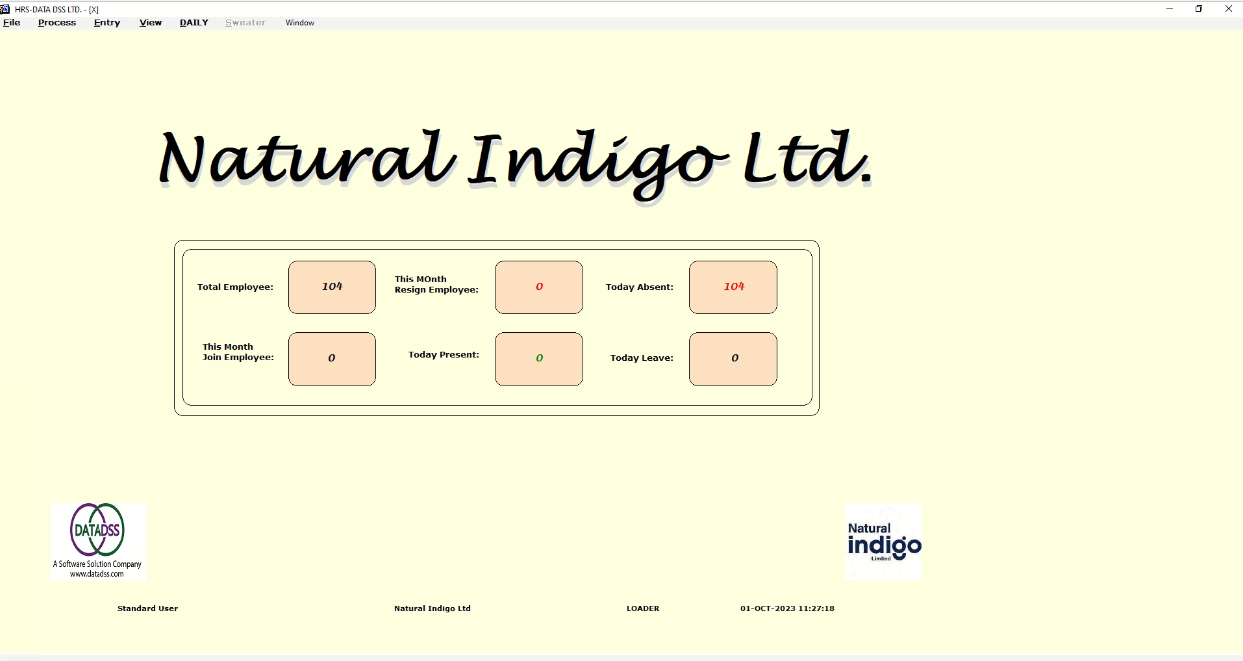 HRS-DATA DSS LTD. - [X]
File Process Entry View DAILY Sweater Window
Natural Indigo Ltd.
Total Employee: 104
This MOnth
Resign Employee: 0
Today Absent: 104
This Month
Join Employee: 0
Today Present: 0
Today Leave: 0
DATADSS
A Software Solution Company
www.datadss.com
Natural
indigo
Limited
Standard User Natural Indigo Ltd LOADER 01-OCT-2023 11:27:18